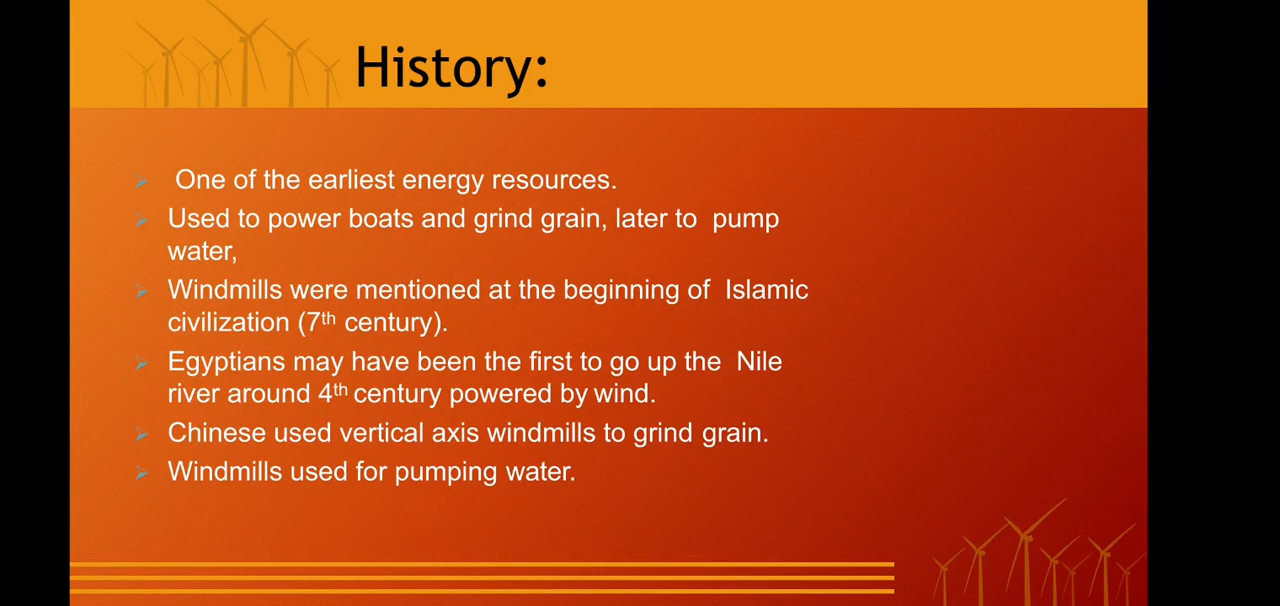 History:
One of the earliest energy resources.
Used to power boats and grind grain, later to pump
water,
Windmills were mentioned at the beginning of Islamic
civilization (7th century).
Egyptians may have been the first to go up the Nile
river around 4th century powered by wind.
Chinese used vertical axis windmills to grind grain.
Windmills used for pumping water.